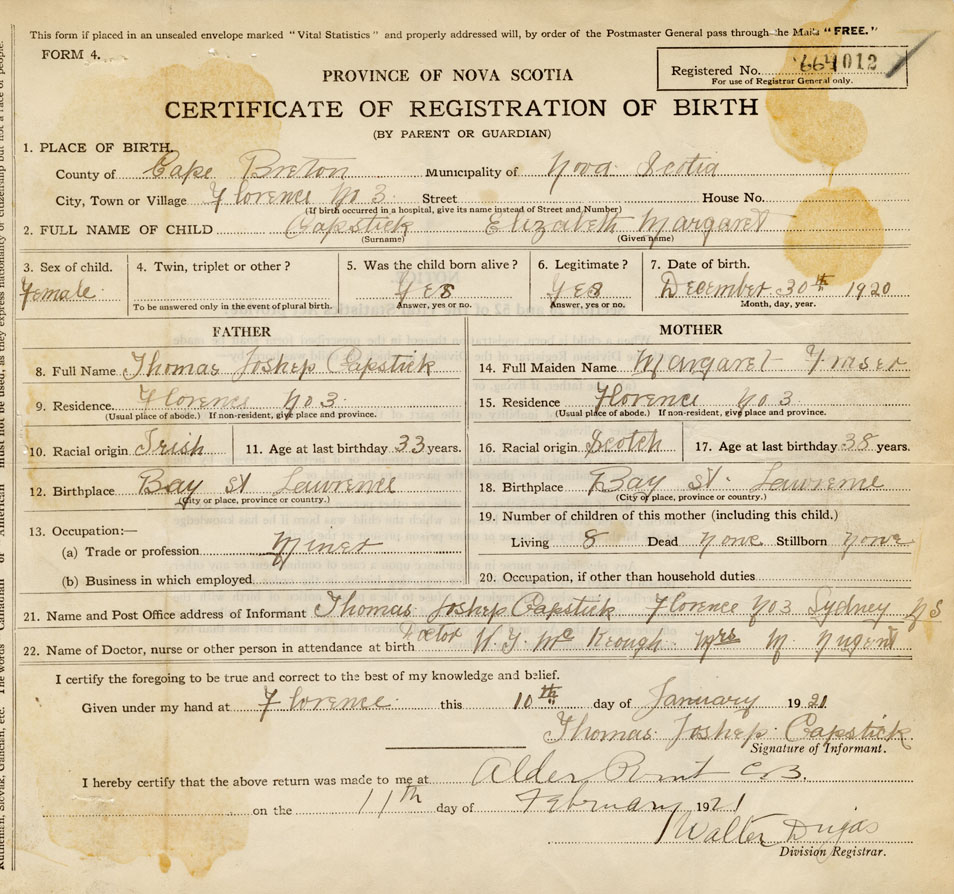 This form if placed in an unsealed envelope marked "Vital Statistics" and properly addressed will, by order of the Postmaster General pass through the Mails "FREE."
FORM 4.
Registered No. 664012
For use of Registrar General only.
PROVINCE OF NOVA SCOTIA
CERTIFICATE OF REGISTRATION OF BIRTH
(BY PARENT OR GUARDIAN)
1. PLACE OF BIRTH.
County of Cape Breton Municipality of Nova Scotia
City, Town or Village Florence No 3 Street House No.
(If birth occurred in a hospital, give its name instead of Street and Number)
2. FULL NAME OF CHILD Capstick Elizabeth Margaret
(Surname) (Given name)
3. Sex of child. 4. Twin, triplet or other? 5. Was the child born alive? 6. Legitimate? 7. Date of birth.
Female Yes Yes December 30th 1920
To be answered only in the event of plural birth. Answer, yes or no. Answer, yes or no. Month, day, year.
FATHER MOTHER
8. Full Name Thomas Joshep Capstick 14. Full Maiden Name Margaret Fraser
9. Residence Florence No 3 15. Residence Florence No 3
(Usual place of abode.) If non-resident, give place and province. (Usual place of abode.) If non-resident, give place and province.
10. Racial origin Irish 11. Age at last birthday 33 years. 16. Racial origin Scotch 17. Age at last birthday 38 years.
12. Birthplace Bay St Lawrence 18. Birthplace Bay St. Lawrence
(City or place, province or country.) (City or place, province or country.)
13. Occupation:— 19. Number of children of this mother (including this child.)
(a) Trade or profession Miner Living 8 Dead None Stillborn None
(b) Business in which employed 20. Occupation, if other than household duties
21. Name and Post Office address of Informant Thomas Joshep Capstick Florence No 3 Sydney NS
22. Name of Doctor, nurse or other person in attendance at birth Doctor W. J. Mc Keough Mrs M. Nugent
I certify the foregoing to be true and correct to the best of my knowledge and belief.
Given under my hand at Florence this 10th day of January 1921
Thomas Joshep Capstick
Signature of Informant.
I hereby certify that the above return was made to me at Alder Point C.B.
on the 11th day of February 1921
Walter Dugas
Division Registrar.